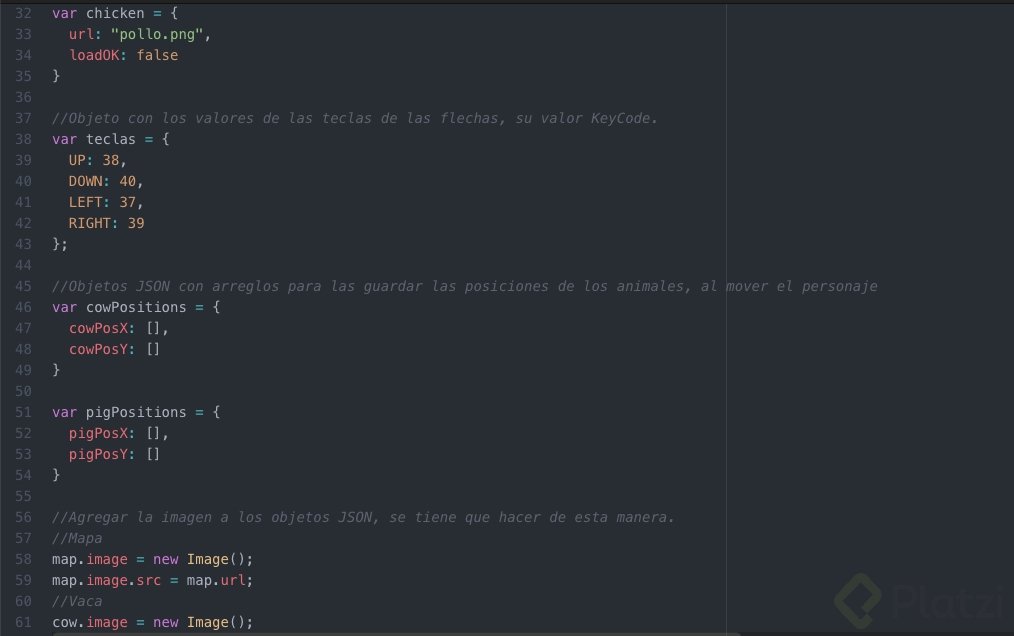 32 var chicken = {
33   url: "pollo.png",
34   loadOK: false
35 }
36
37 //Objeto con los valores de las teclas de las flechas, su valor KeyCode.
38 var teclas = {
39   UP: 38,
40   DOWN: 40,
41   LEFT: 37,
42   RIGHT: 39
43 };
44
45 //Objetos JSON con arreglos para las guardar las posiciones de los animales, al mover el personaje
46 var cowPositions = {
47   cowPosX: [],
48   cowPosY: []
49 }
50
51 var pigPositions = {
52   pigPosX: [],
53   pigPosY: []
54 }
55
56 //Agregar la imagen a los objetos JSON, se tiene que hacer de esta manera.
57 //Mapa
58 map.image = new Image();
59 map.image.src = map.url;
60 //Vaca
61 cow.image = new Image();
Platzi